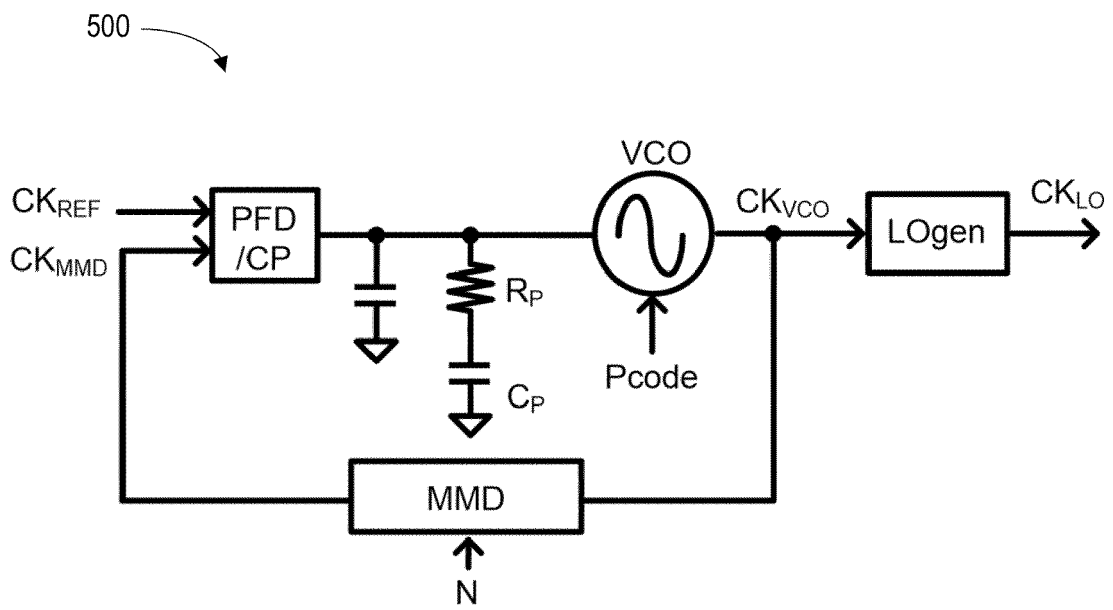 500
VCO
CK_REF
PFD
/CP
CK_VCO
LOgen
CK_LO
CK_MMD
R_P
Pcode
C_P
MMD
N